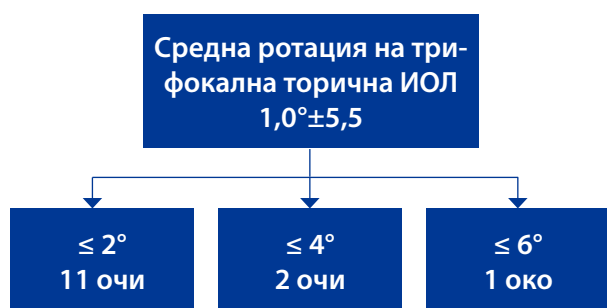 Средна ротация на три-
фокална торична ИОЛ
1,0°±5,5
≤ 2°
11 очи
≤ 4°
2 очи
≤ 6°
1 око